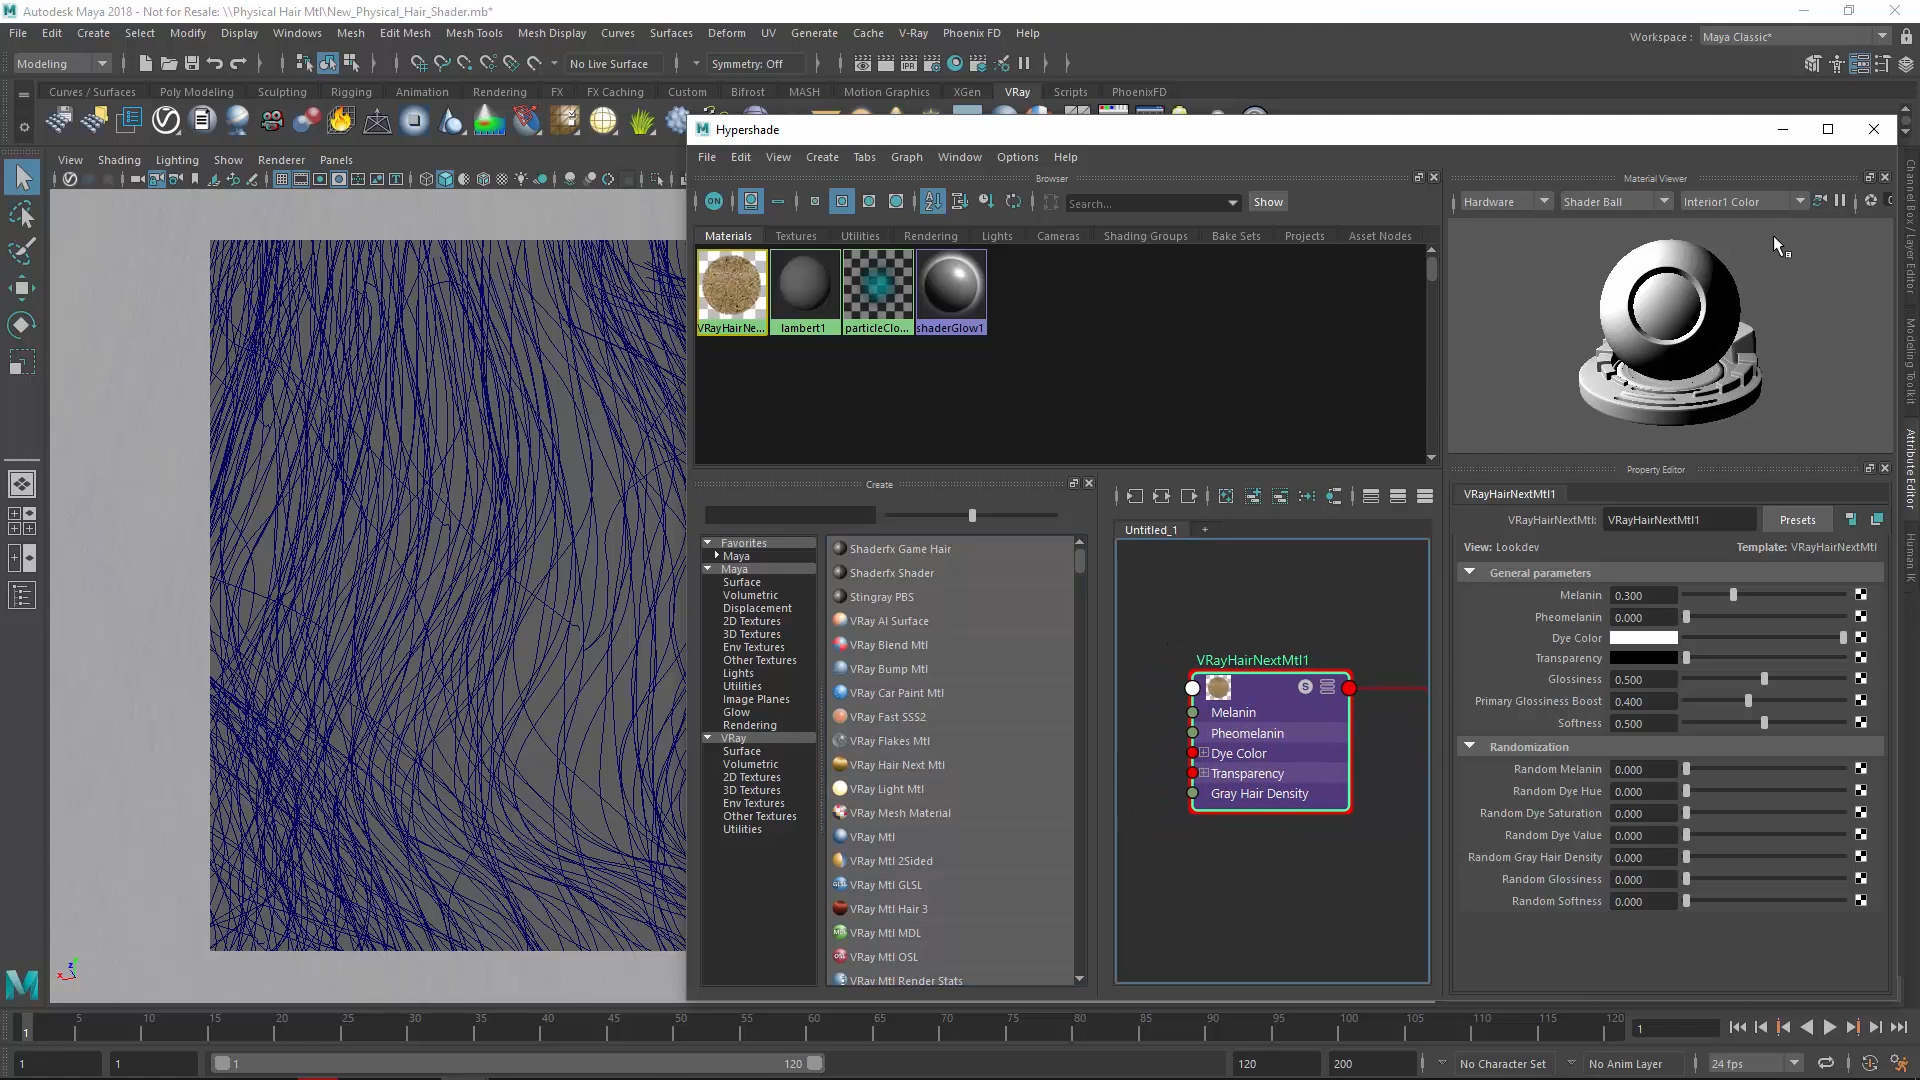 Autodesk Maya 2018 - Not for Resale: \\Physical Hair Mtl\New_Physical_Hair_Shader.mb*
File Edit Create Select Modify Display Windows Mesh Edit Mesh Mesh Tools Mesh Display Curves Surfaces Deform UV Generate Cache V-Ray Phoenix FD Help
Workspace : Maya Classic*
Modeling No Live Surface Symmetry: Off
Curves / Surfaces Poly Modeling Sculpting Rigging Animation Rendering FX FX Caching Custom Bifrost MASH Motion Graphics XGen VRay Scripts PhoenixFD
View Shading Lighting Show Renderer Panels
Hypershade
File Edit View Create Tabs Graph Window Options Help
Browser
ON Search... Show
Materials Textures Utilities Rendering Lights Cameras Shading Groups Bake Sets Projects Asset Nodes
VRayHairNe... lambert1 particleClo... shaderGlow1
Material Viewer
Hardware Shader Ball Interior1 Color
Create
Favorites
Maya
Maya
Surface
Volumetric
Displacement
2D Textures
3D Textures
Env Textures
Other Textures
Lights
Utilities
Image Planes
Glow
Rendering
VRay
Surface
Volumetric
2D Textures
3D Textures
Env Textures
Other Textures
Utilities
Shaderfx Game Hair
Shaderfx Shader
Stingray PBS
VRay Al Surface
VRay Blend Mtl
VRay Bump Mtl
VRay Car Paint Mtl
VRay Fast SSS2
VRay Flakes Mtl
VRay Hair Next Mtl
VRay Light Mtl
VRay Mesh Material
VRay Mtl
VRay Mtl 2Sided
VRay Mtl GLSL
VRay Mtl Hair 3
VRay Mtl MDL
VRay Mtl OSL
VRay Mtl Render Stats
Untitled_1 +
VRayHairNextMtl1
S
Melanin
Pheomelanin
Dye Color
Transparency
Gray Hair Density
Property Editor
VRayHairNextMtl1
VRayHairNextMtl: VRayHairNextMtl1 Presets
View: Lookdev Template: VRayHairNextMtl
General parameters
Melanin 0.300
Pheomelanin 0.000
Dye Color
Transparency
Glossiness 0.500
Primary Glossiness Boost 0.400
Softness 0.500
Randomization
Random Melanin 0.000
Random Dye Hue 0.000
Random Dye Saturation 0.000
Random Dye Value 0.000
Random Gray Hair Density 0.000
Random Glossiness 0.000
Random Softness 0.000
Channel Box / Layer Editor
Modeling Toolkit
Attribute Editor
Human IK
z
x
5 10 15 20 25 30 35 40 45 50 55 60 65 70 75 80 85 90 95 100 105 110 115 120
1 1
1 1 1 120 120 200 No Character Set No Anim Layer 24 fps